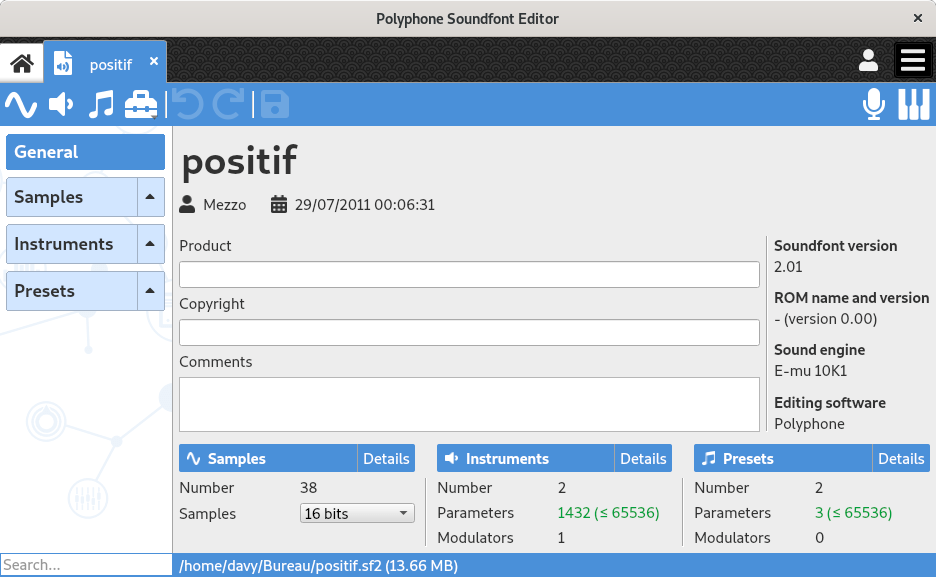 Polyphone Soundfont Editor
positif
General
Samples
Instruments
Presets
positif
Mezzo 29/07/2011 00:06:31
Product
Copyright
Comments
Soundfont version
2.01
ROM name and version
- (version 0.00)
Sound engine
E-mu 10K1
Editing software
Polyphone
Samples Details
Number 38
Samples 16 bits
Instruments Details
Number 2
Parameters 1432 (≤ 65536)
Modulators 1
Presets Details
Number 2
Parameters 3 (≤ 65536)
Modulators 0
Search...
/home/davy/Bureau/positif.sf2 (13.66 MB)